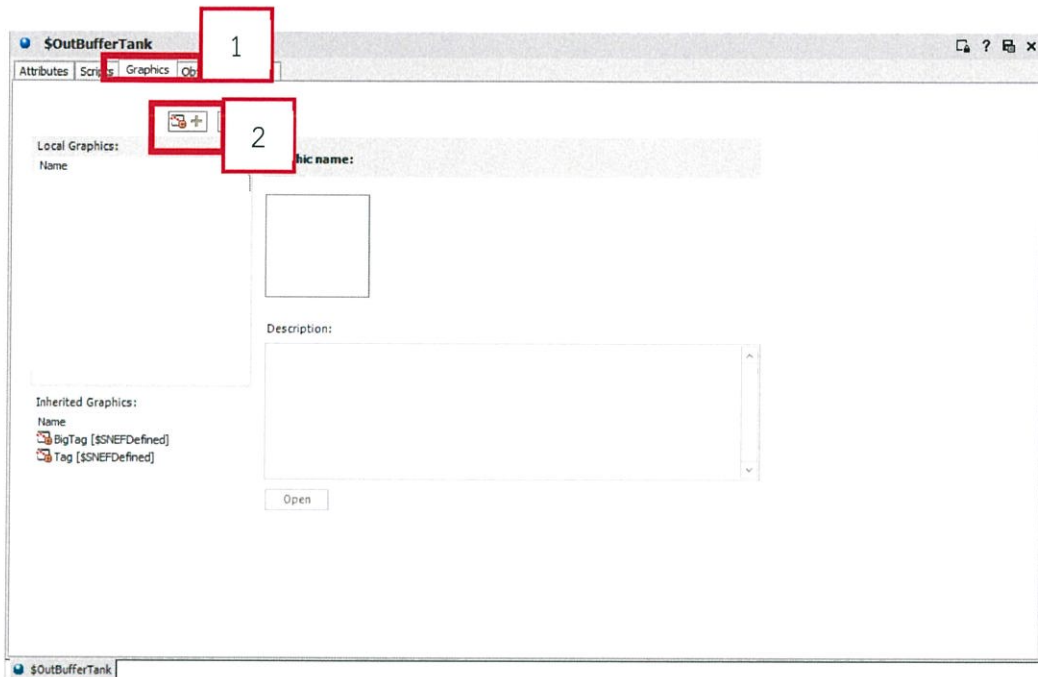 $OutBufferTank
1
?
Attributes Scripts Graphics
2
Local Graphics:
Name
hic name:
Description:
Inherited Graphics:
Name
BigTag [$SNEFDefined]
Tag [$SNEFDefined]
Open
$OutBufferTank